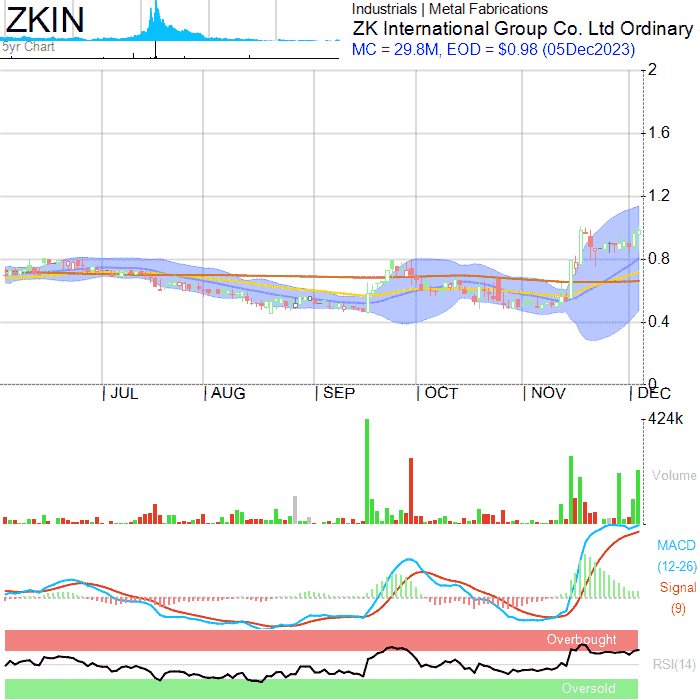 ZKIN
Industrials | Metal Fabrications
ZK International Group Co. Ltd Ordinary
5yr Chart
MC = 29.8M, EOD = $0.98 (05Dec2023)
2
1.6
1.2
0.8
0.4
0
JUL AUG SEP OCT NOV DEC
424k
Volume
MACD
(12-26)
Signal
(9)
Overbought
RSI(14)
Oversold